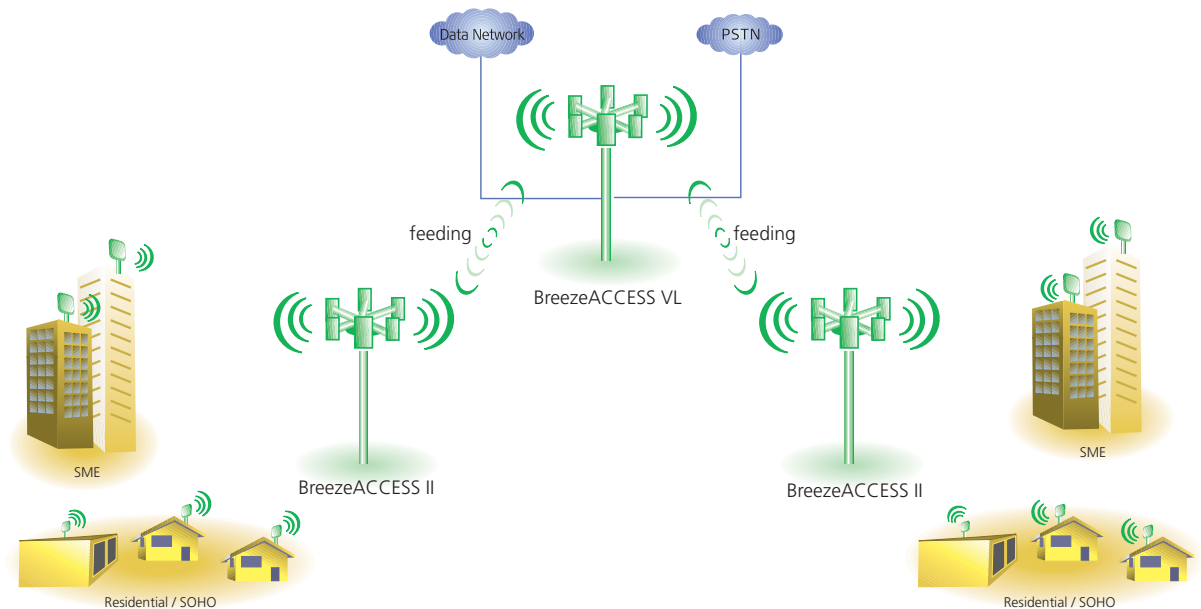 Data Network
PSTN
feeding
feeding
BreezeACCESS VL
SME
SME
BreezeACCESS II
BreezeACCESS II
Residential / SOHO
Residential / SOHO